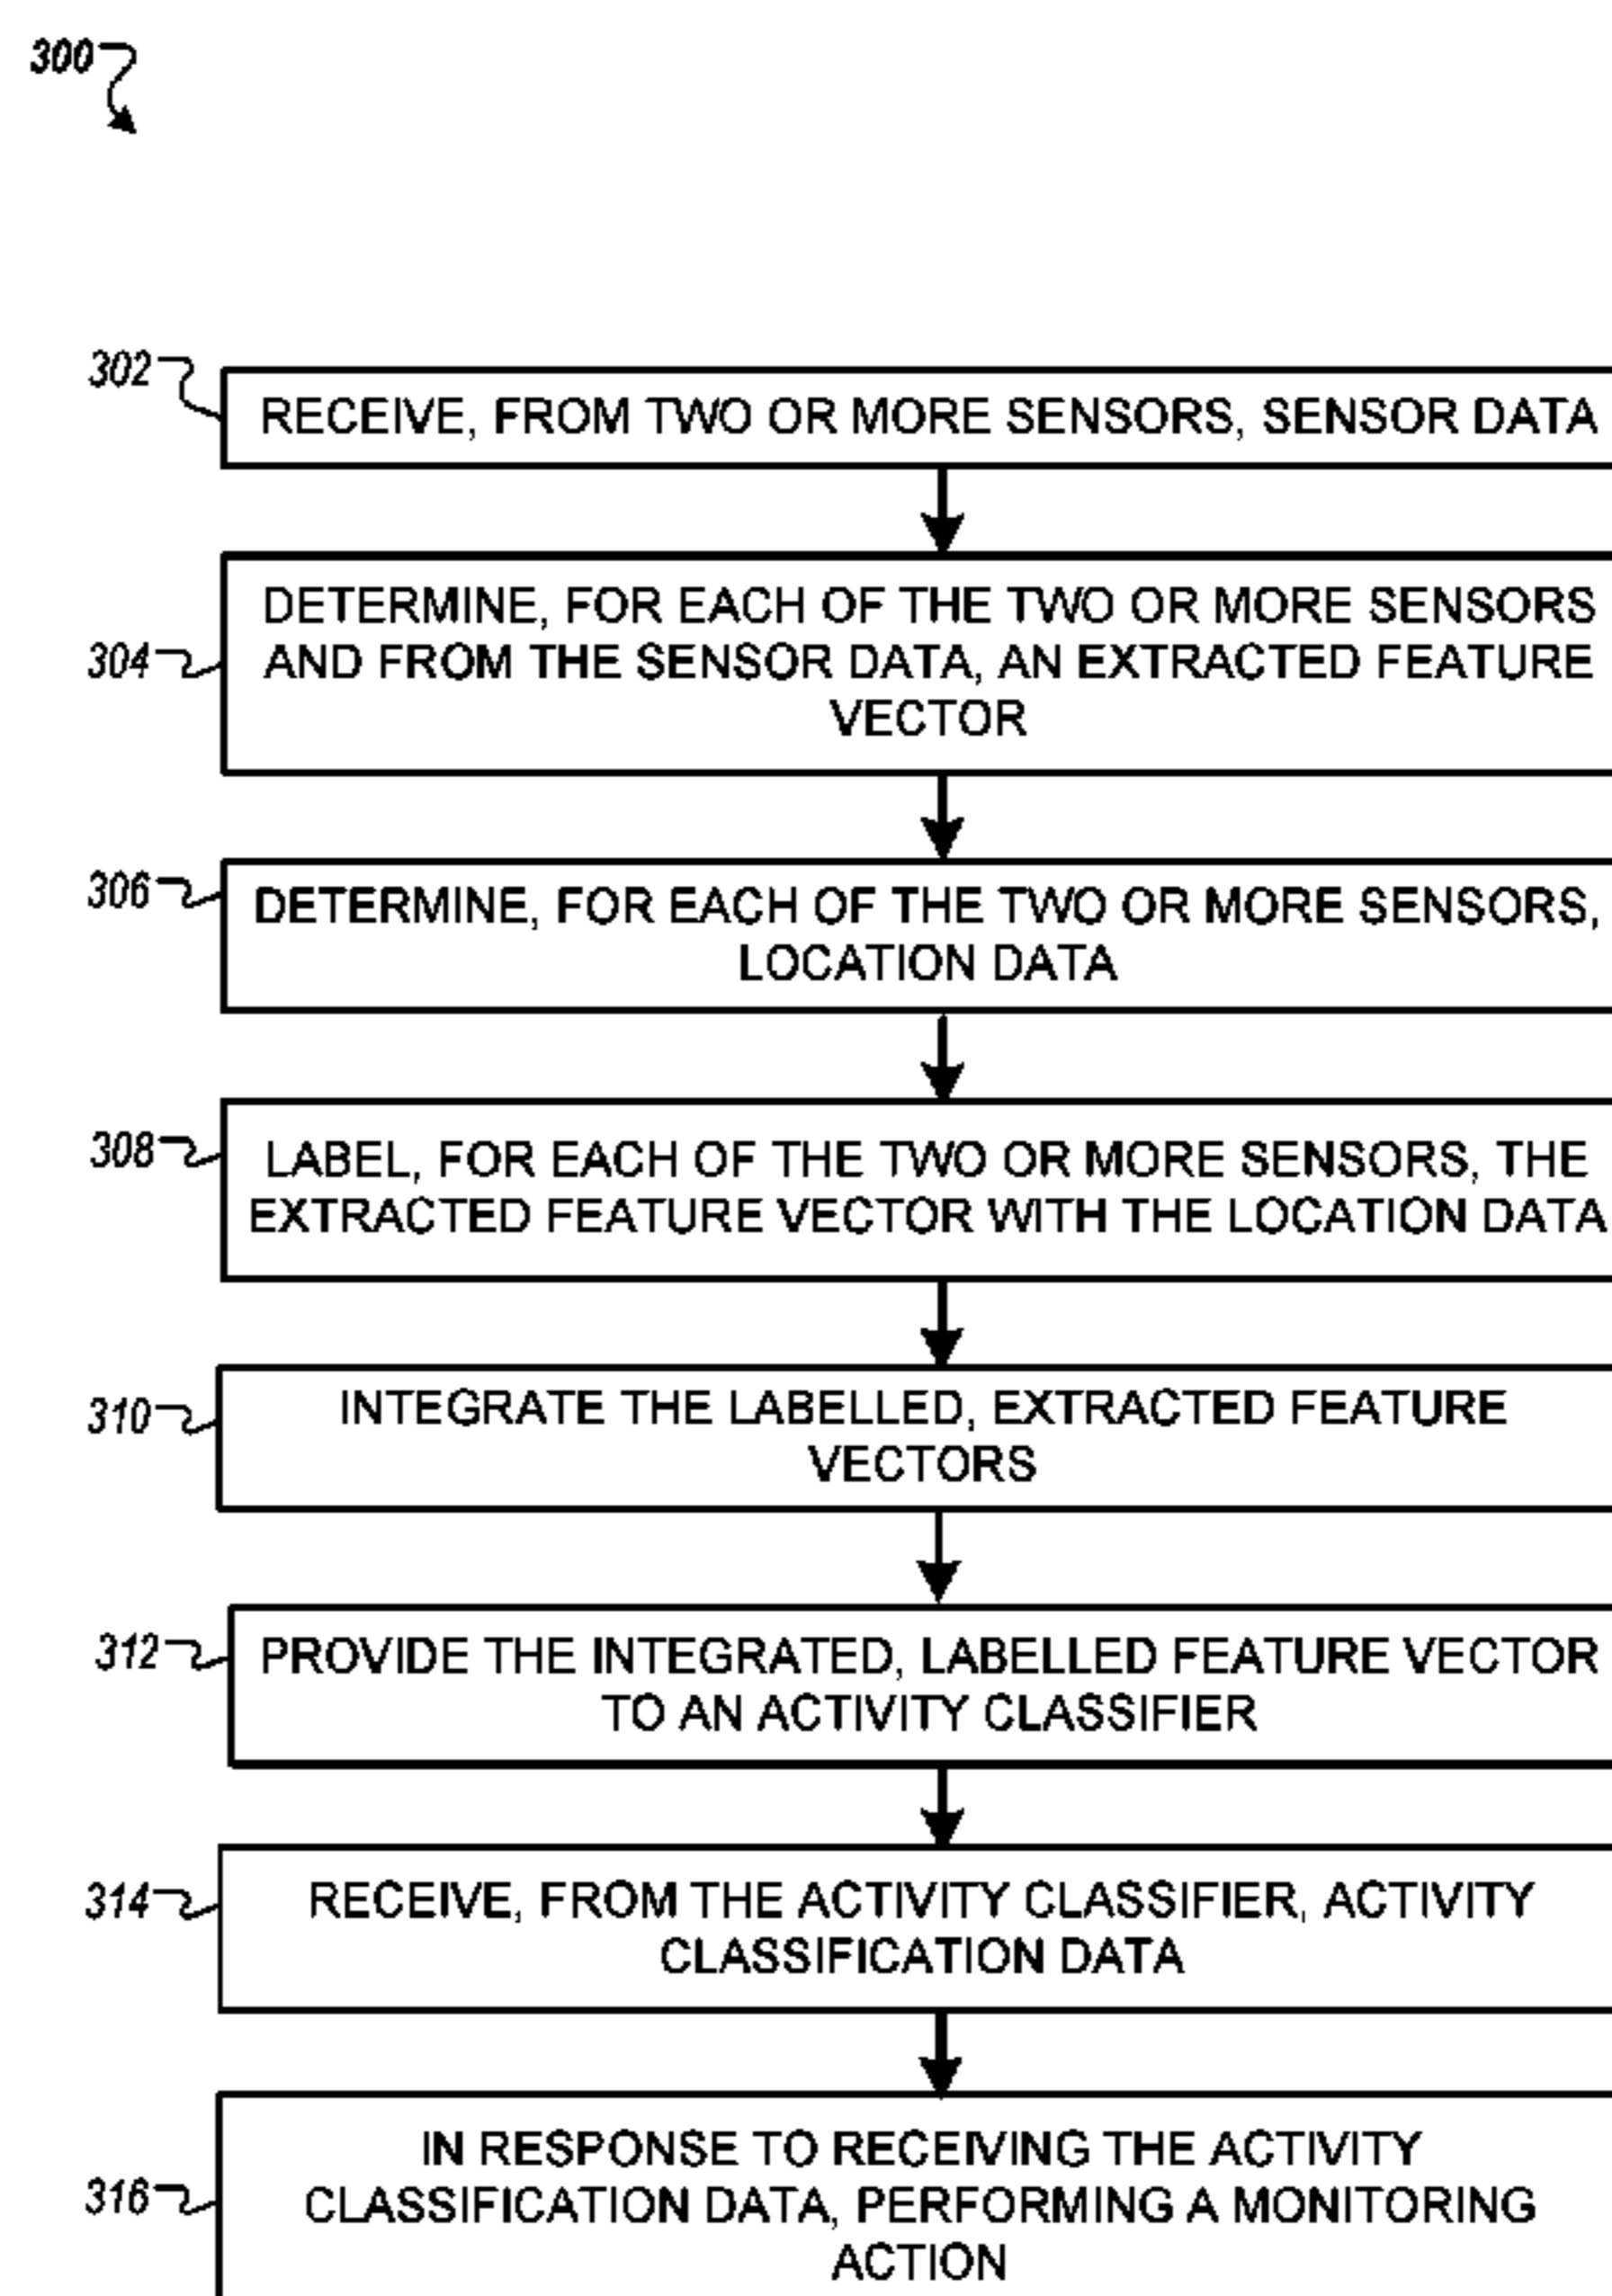 300
302
RECEIVE, FROM TWO OR MORE SENSORS, SENSOR DATA
304
DETERMINE, FOR EACH OF THE TWO OR MORE SENSORS
AND FROM THE SENSOR DATA, AN EXTRACTED FEATURE
VECTOR
306
DETERMINE, FOR EACH OF THE TWO OR MORE SENSORS,
LOCATION DATA
308
LABEL, FOR EACH OF THE TWO OR MORE SENSORS, THE
EXTRACTED FEATURE VECTOR WITH THE LOCATION DATA
310
INTEGRATE THE LABELLED, EXTRACTED FEATURE
VECTORS
312
PROVIDE THE INTEGRATED, LABELLED FEATURE VECTOR
TO AN ACTIVITY CLASSIFIER
314
RECEIVE, FROM THE ACTIVITY CLASSIFIER, ACTIVITY
CLASSIFICATION DATA
316
IN RESPONSE TO RECEIVING THE ACTIVITY
CLASSIFICATION DATA, PERFORMING A MONITORING
ACTION